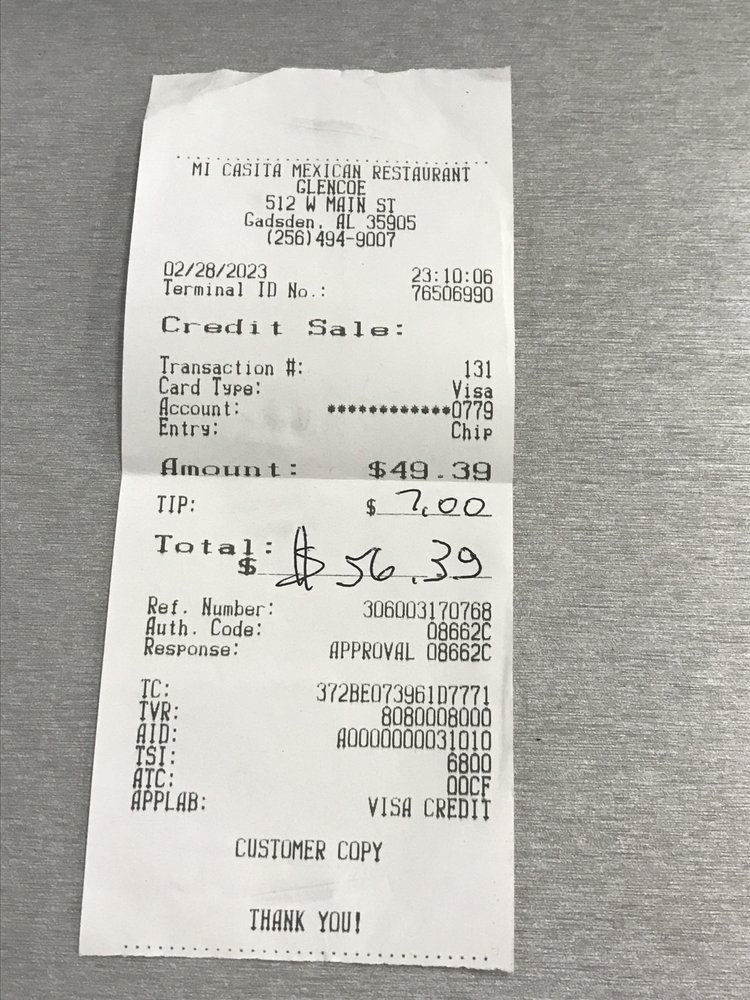 MI CASITA MEXICAN RESTAURANT
GLENCOE
512 W MAIN ST
Gadsden, AL 35905
(256)494-9007
02/28/2023 23:10:06
Terminal ID No.: 76506990
Credit Sale:
Transaction #: 131
Card Type: Visa
Account: ************0779
Entry: Chip
Amount: $49.39
TIP: $ 7.00
Total:
$ $56.39
Ref. Number: 306003170768
Auth. Code: 08662C
Response: APPROVAL 08662C
TC: 372BE073961D7771
TVR: 8080008000
AID: A0000000031010
TSI: 6800
ATC: 00CF
APPLAB: VISA CREDIT
CUSTOMER COPY
THANK YOU!